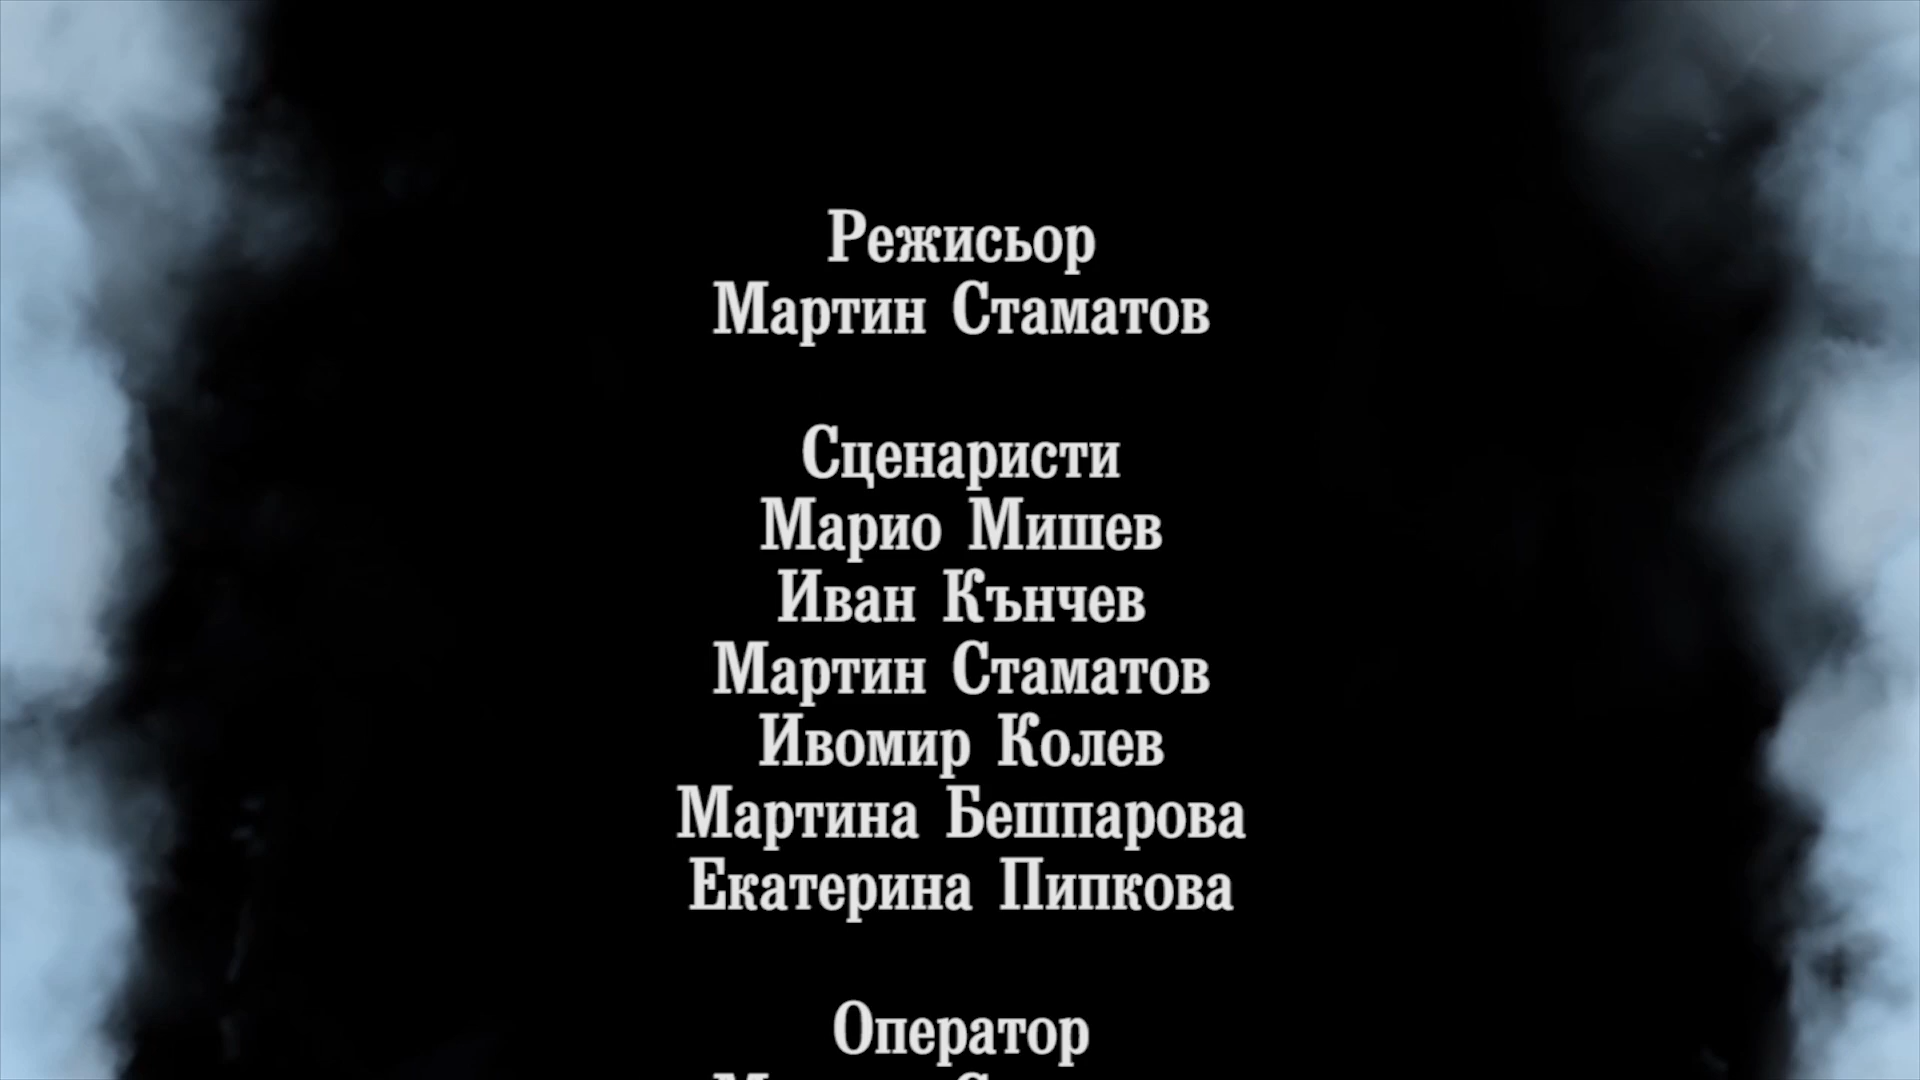 Режисьор
Мартин Стаматов
Сценаристи
Марио Мишев
Иван Кънчев
Мартин Стаматов
Ивомир Колев
Мартина Бешпарова
Екатерина Пипкова
Оператор